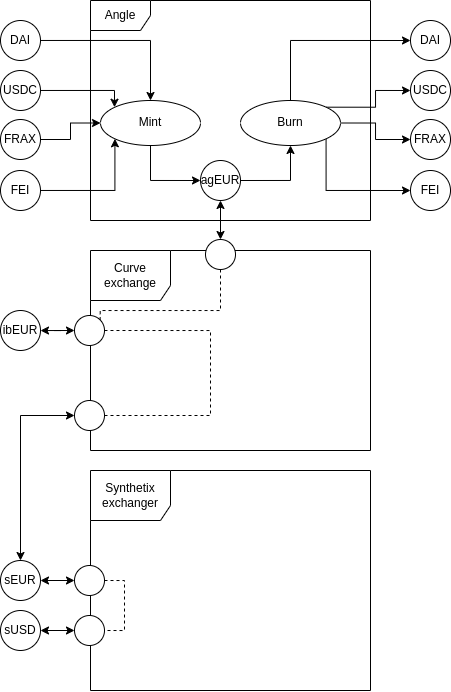 Angle
DAI
DAI
USDC
USDC
Mint
Burn
FRAX
FRAX
FEI
agEUR
FEI
Curve
exchange
ibEUR
Synthetix
exchanger
sEUR
sUSD